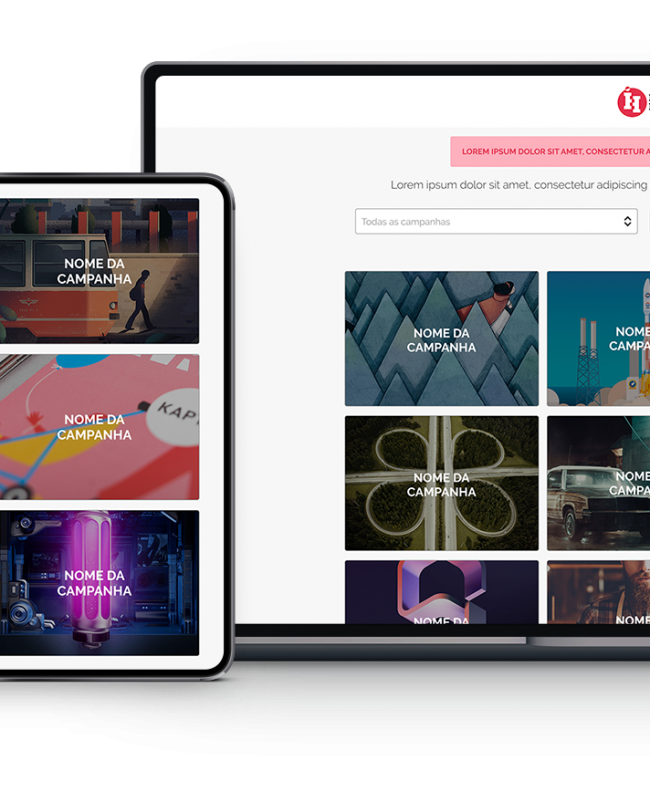 NOME DA
CAMPANHA
KAP
NOME DA
CAMPANHA
NOME DA
CAMPANHA
LOREM IPSUM DOLOR SIT AMET, CONSECTETUR A
Lorem ipsum dolor sit amet, consectetur adipiscing
Todas as campanhas
NOME DA
CAMPANHA
NOME
CAMPA
NOME DA
CAMPANHA
NOME
CAMPA
NOME DA
NOME